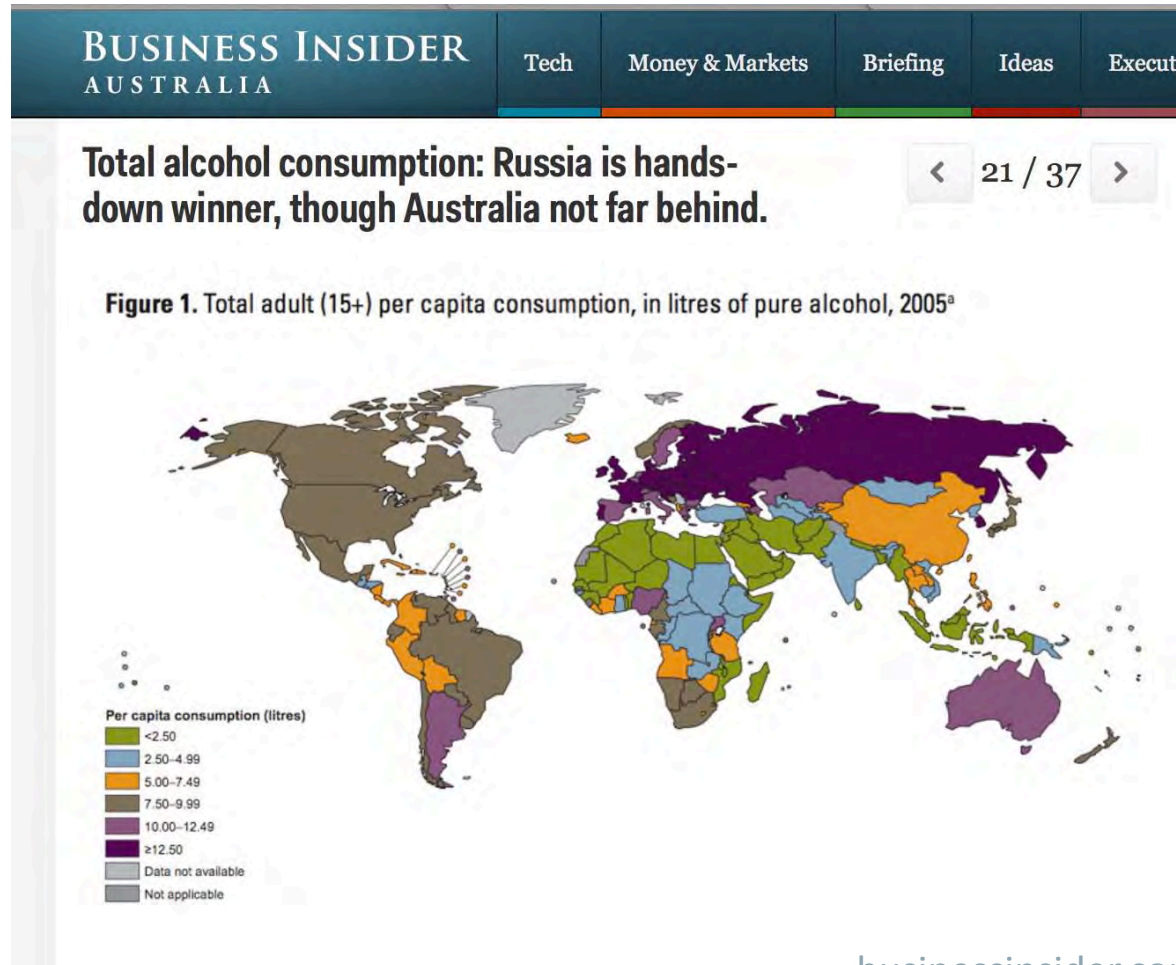 BUSINESS INSIDER
AUSTRALIA
Tech
Money & Markets
Briefing
Ideas
Execut
Total alcohol consumption: Russia is hands-
down winner, though Australia not far behind.
21 / 37
Figure 1. Total adult (15+) per capita consumption, in litres of pure alcohol, 2005ª
Per capita consumption (litres)
<2.50
2.50–4.99
5.00–7.49
7.50–9.99
10.00–12.49
≥12.50
Data not available
Not applicable